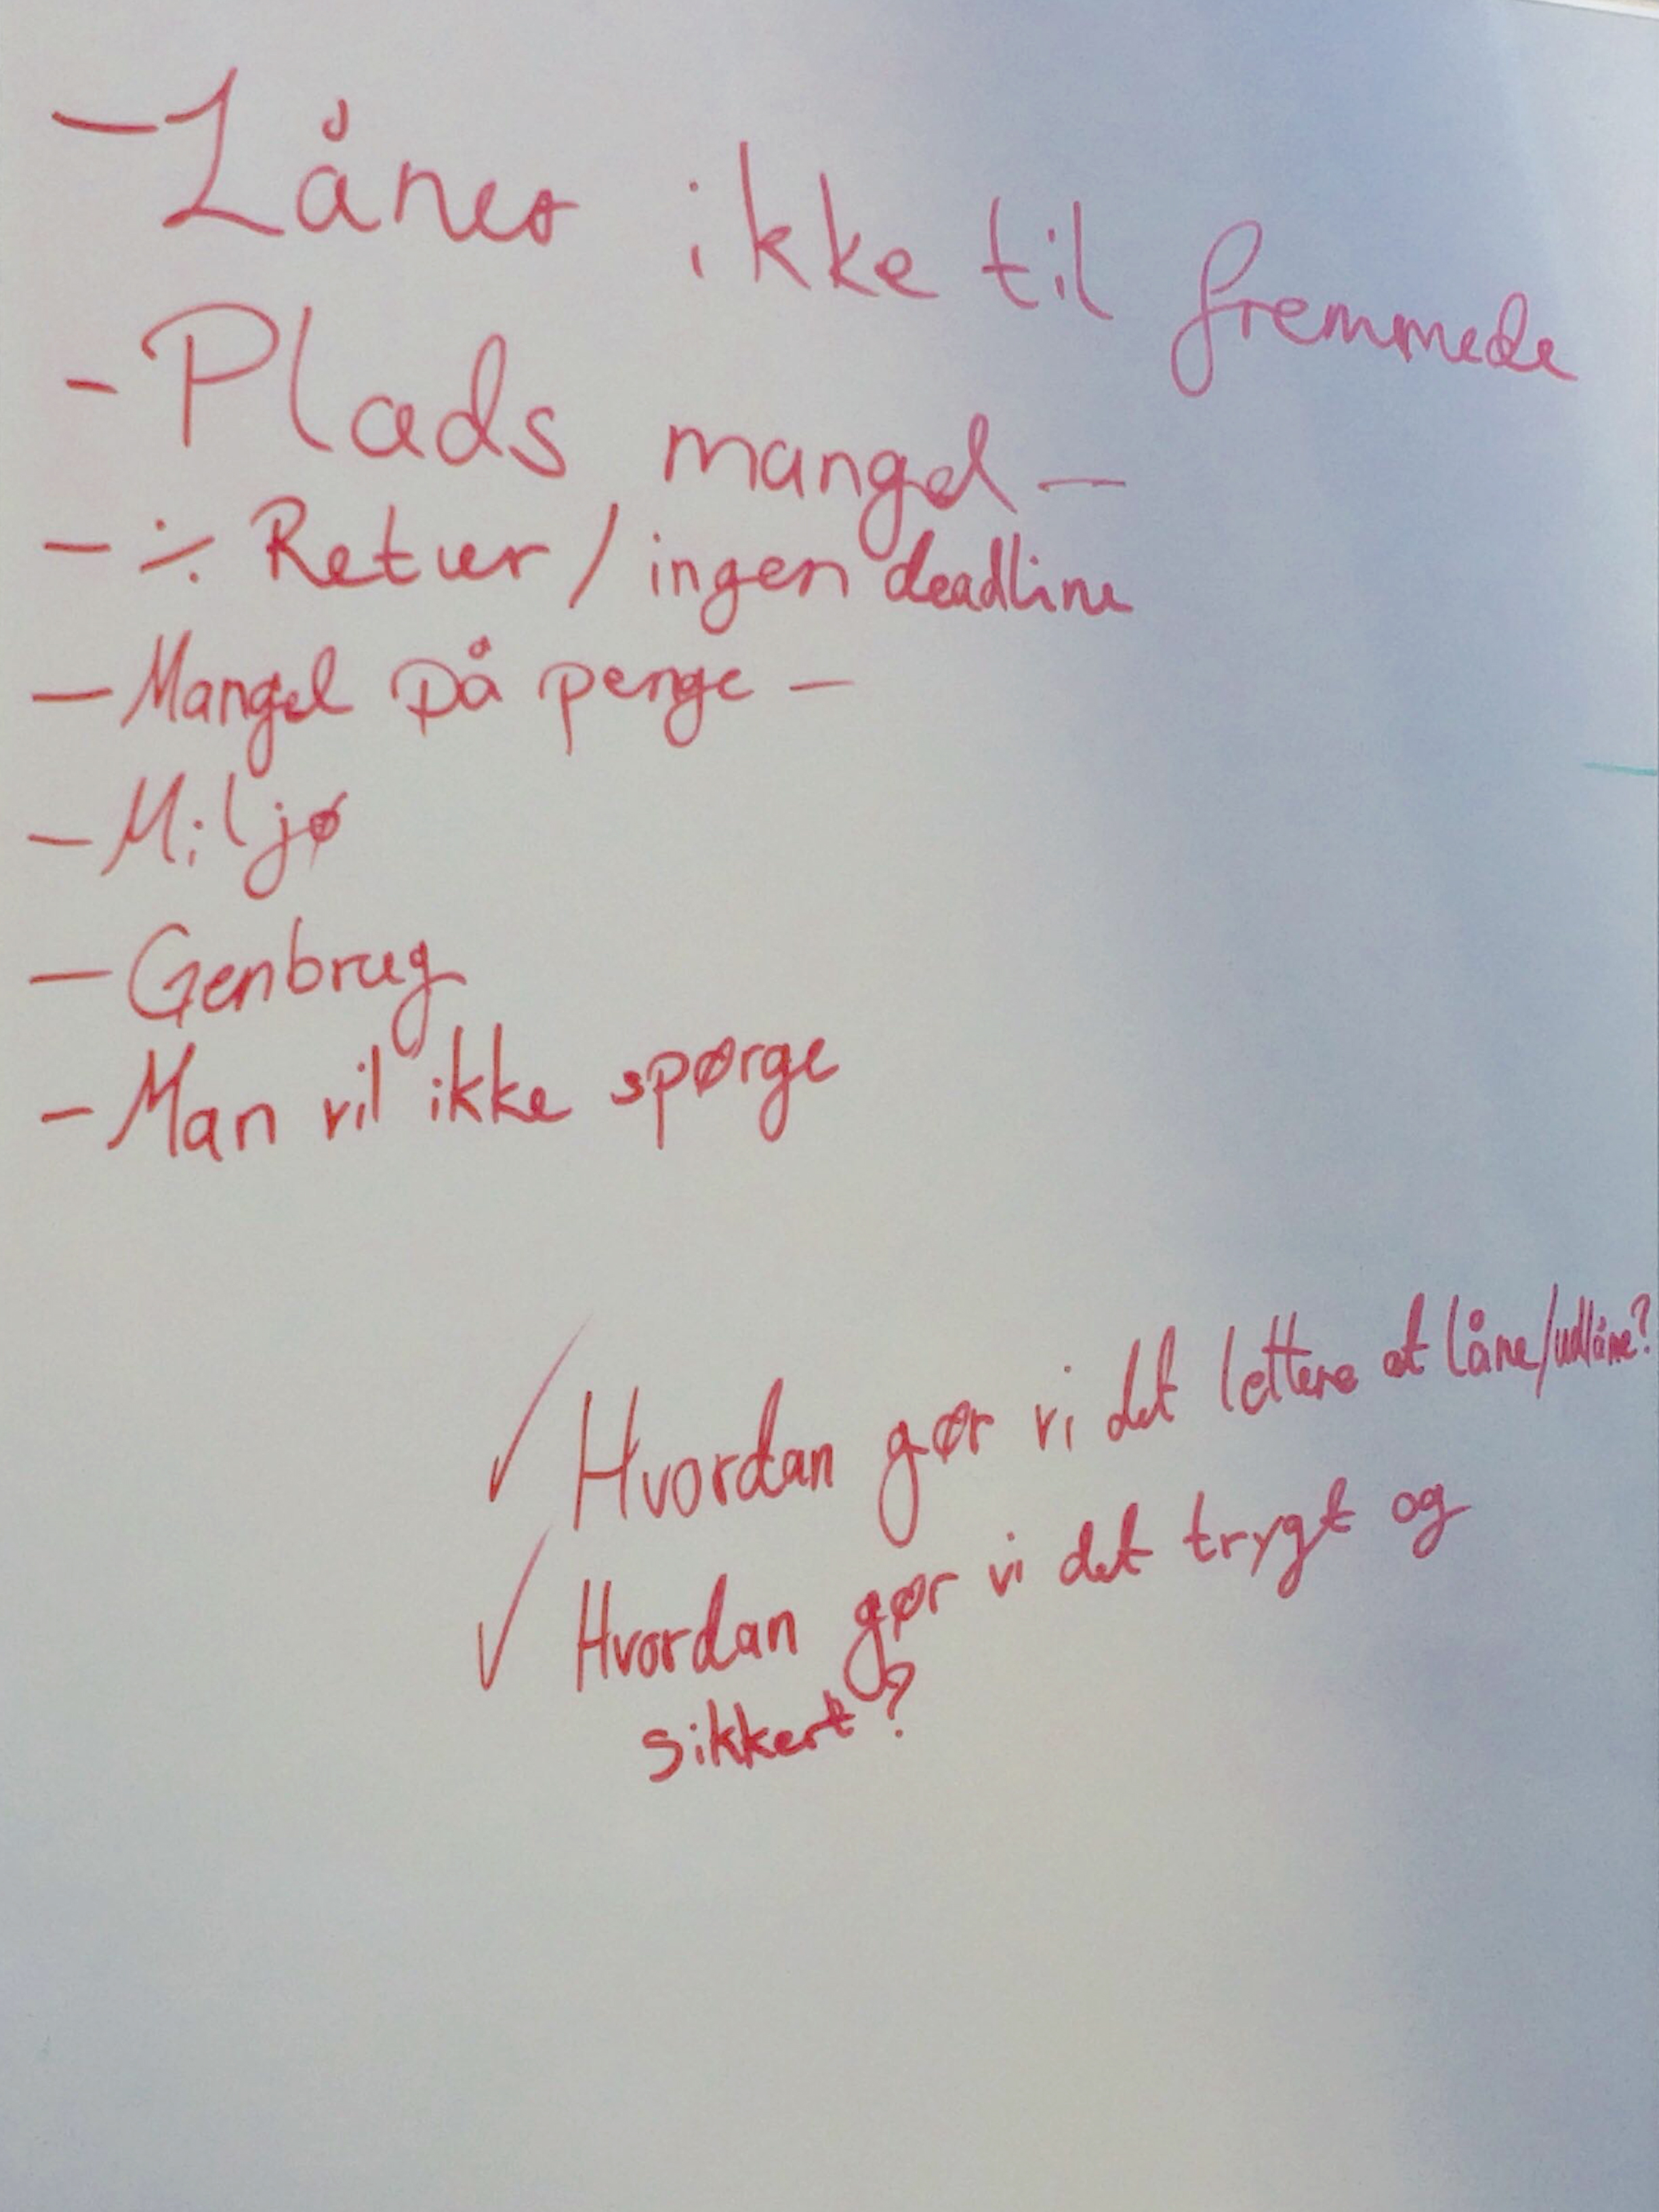 - Låner ikke til fremmede
- Plads mangel -
- ÷ Retur / ingen deadline
- Mangel på penge -
- Miljø
- Genbrug
- Man vil ikke spørge
✓ Hvordan gør vi det lettere at låne/udlåne?
✓ Hvordan gør vi det trygt og
sikkert?